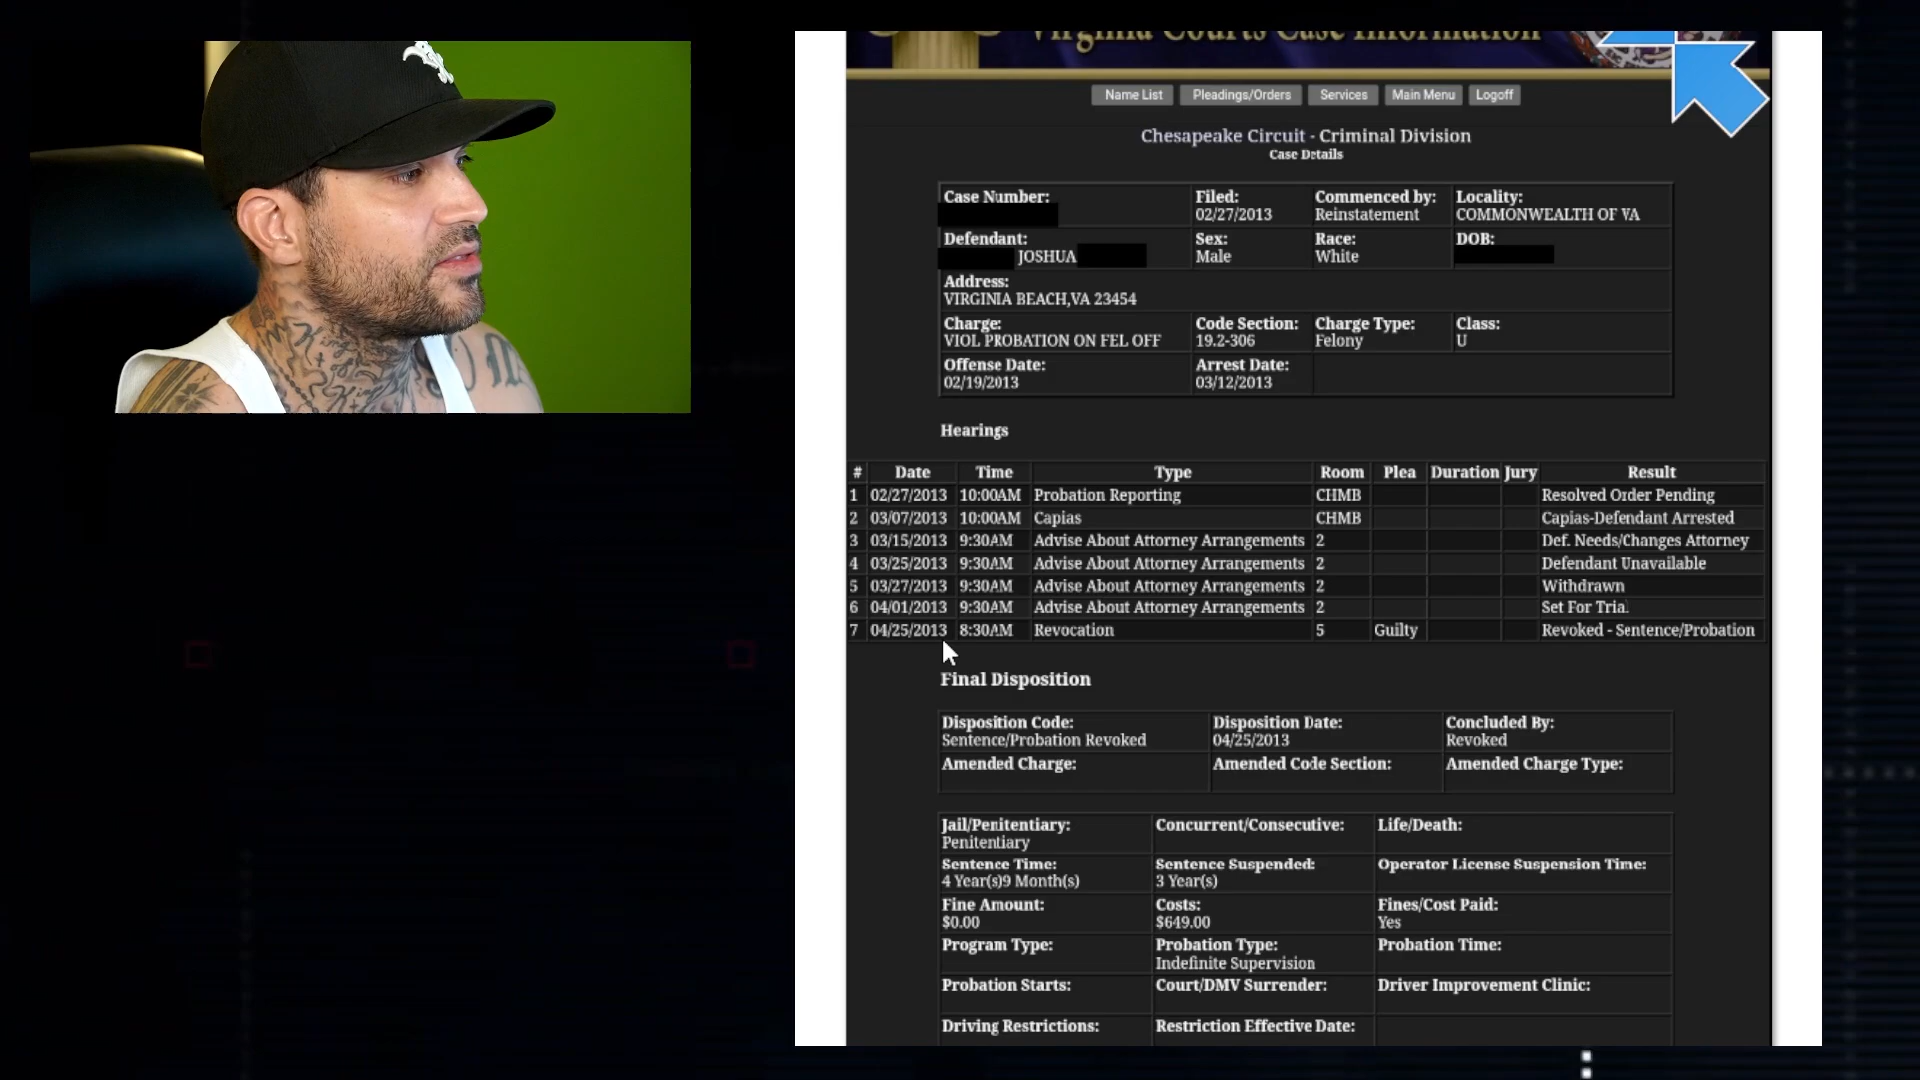 Virginia Courts Case Information
Name List Pleadings/Orders Services Main Menu Logoff
Chesapeake Circuit - Criminal Division
Case Details
Case Number: Filed: Commenced by: Locality:
02/27/2013 Reinstatement COMMONWEALTH OF VA
Defendant: Sex: Race: DOB:
JOSHUA Male White
Address:
VIRGINIA BEACH,VA 23454
Charge: Code Section: Charge Type: Class:
VIOL PROBATION ON FEL OFF 19.2-306 Felony U
Offense Date: Arrest Date:
02/19/2013 03/12/2013
Hearings
# Date Time Type Room Plea Duration Jury Result
1 02/27/2013 10:00AM Probation Reporting CHMB Resolved Order Pending
2 03/07/2013 10:00AM Capias CHMB Capias-Defendant Arrested
3 03/15/2013 9:30AM Advise About Attorney Arrangements 2 Def. Needs/Changes Attorney
4 03/25/2013 9:30AM Advise About Attorney Arrangements 2 Defendant Unavailable
5 03/27/2013 9:30AM Advise About Attorney Arrangements 2 Withdrawn
6 04/01/2013 9:30AM Advise About Attorney Arrangements 2 Set For Trial
7 04/25/2013 8:30AM Revocation 5 Guilty Revoked - Sentence/Probation
Final Disposition
Disposition Code: Disposition Date: Concluded By:
Sentence/Probation Revoked 04/25/2013 Revoked
Amended Charge: Amended Code Section: Amended Charge Type:
Jail/Penitentiary: Concurrent/Consecutive: Life/Death:
Penitentiary
Sentence Time: Sentence Suspended: Operator License Suspension Time:
4 Year(s)9 Month(s) 3 Year(s)
Fine Amount: Costs: Fines/Cost Paid:
$0.00 $649.00 Yes
Program Type: Probation Type: Probation Time:
Indefinite Supervision
Probation Starts: Court/DMV Surrender: Driver Improvement Clinic:
Driving Restrictions: Restriction Effective Date: